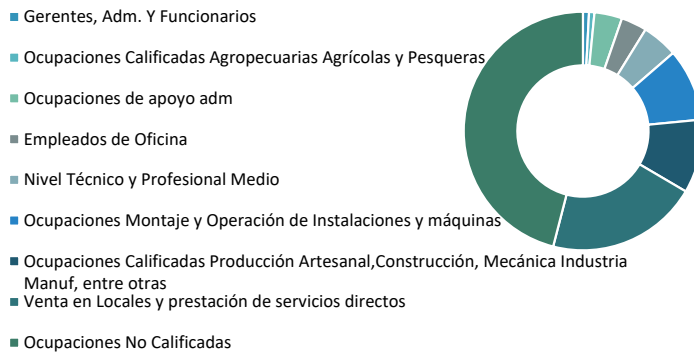 Gerentes, Adm. Y Funcionarios
Ocupaciones Calificadas Agropecuarias Agrícolas y Pesqueras
Ocupaciones de apoyo adm
Empleados de Oficina
Nivel Técnico y Profesional Medio
Ocupaciones Montaje y Operación de Instalaciones y máquinas
Ocupaciones Calificadas Producción Artesanal,Construcción, Mecánica Industria
Manuf, entre otras
Venta en Locales y prestación de servicios directos
Ocupaciones No Calificadas